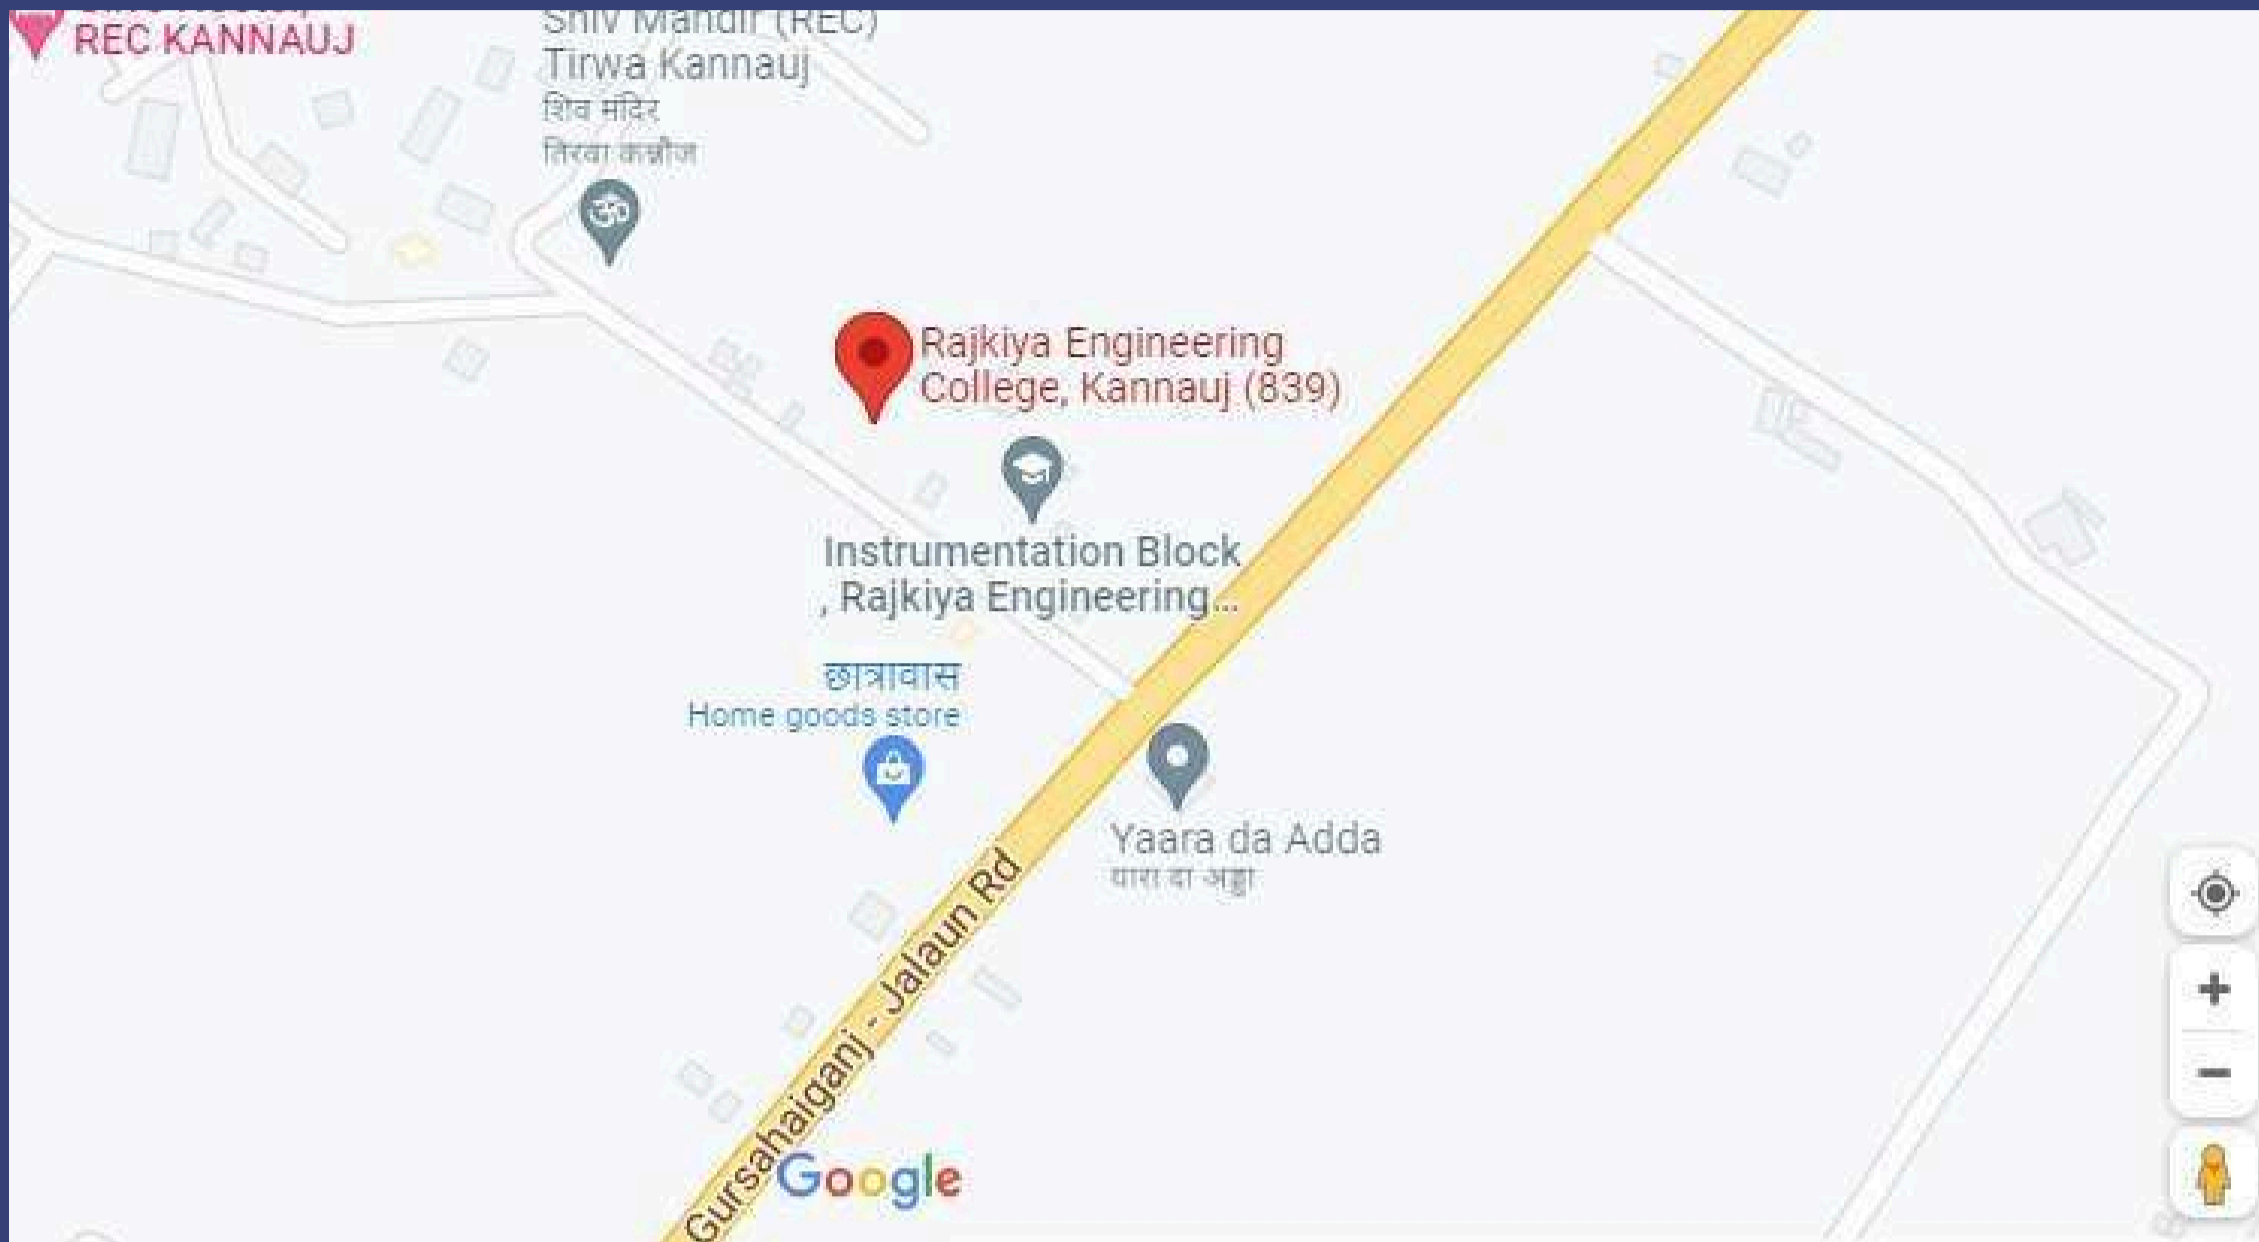 REC KANNAUJ
Shiv Mandir (REC)
Tirwa Kannauj
शिव मंदिर
तिरवा कन्नौज
Rajkiya Engineering
College, Kannauj (839)
Instrumentation Block
, Rajkiya Engineering...
छात्रावास
Home goods store
Yaara da Adda
यारा दा अड्डा
Gursahaiganj - Jalaun Rd
Google